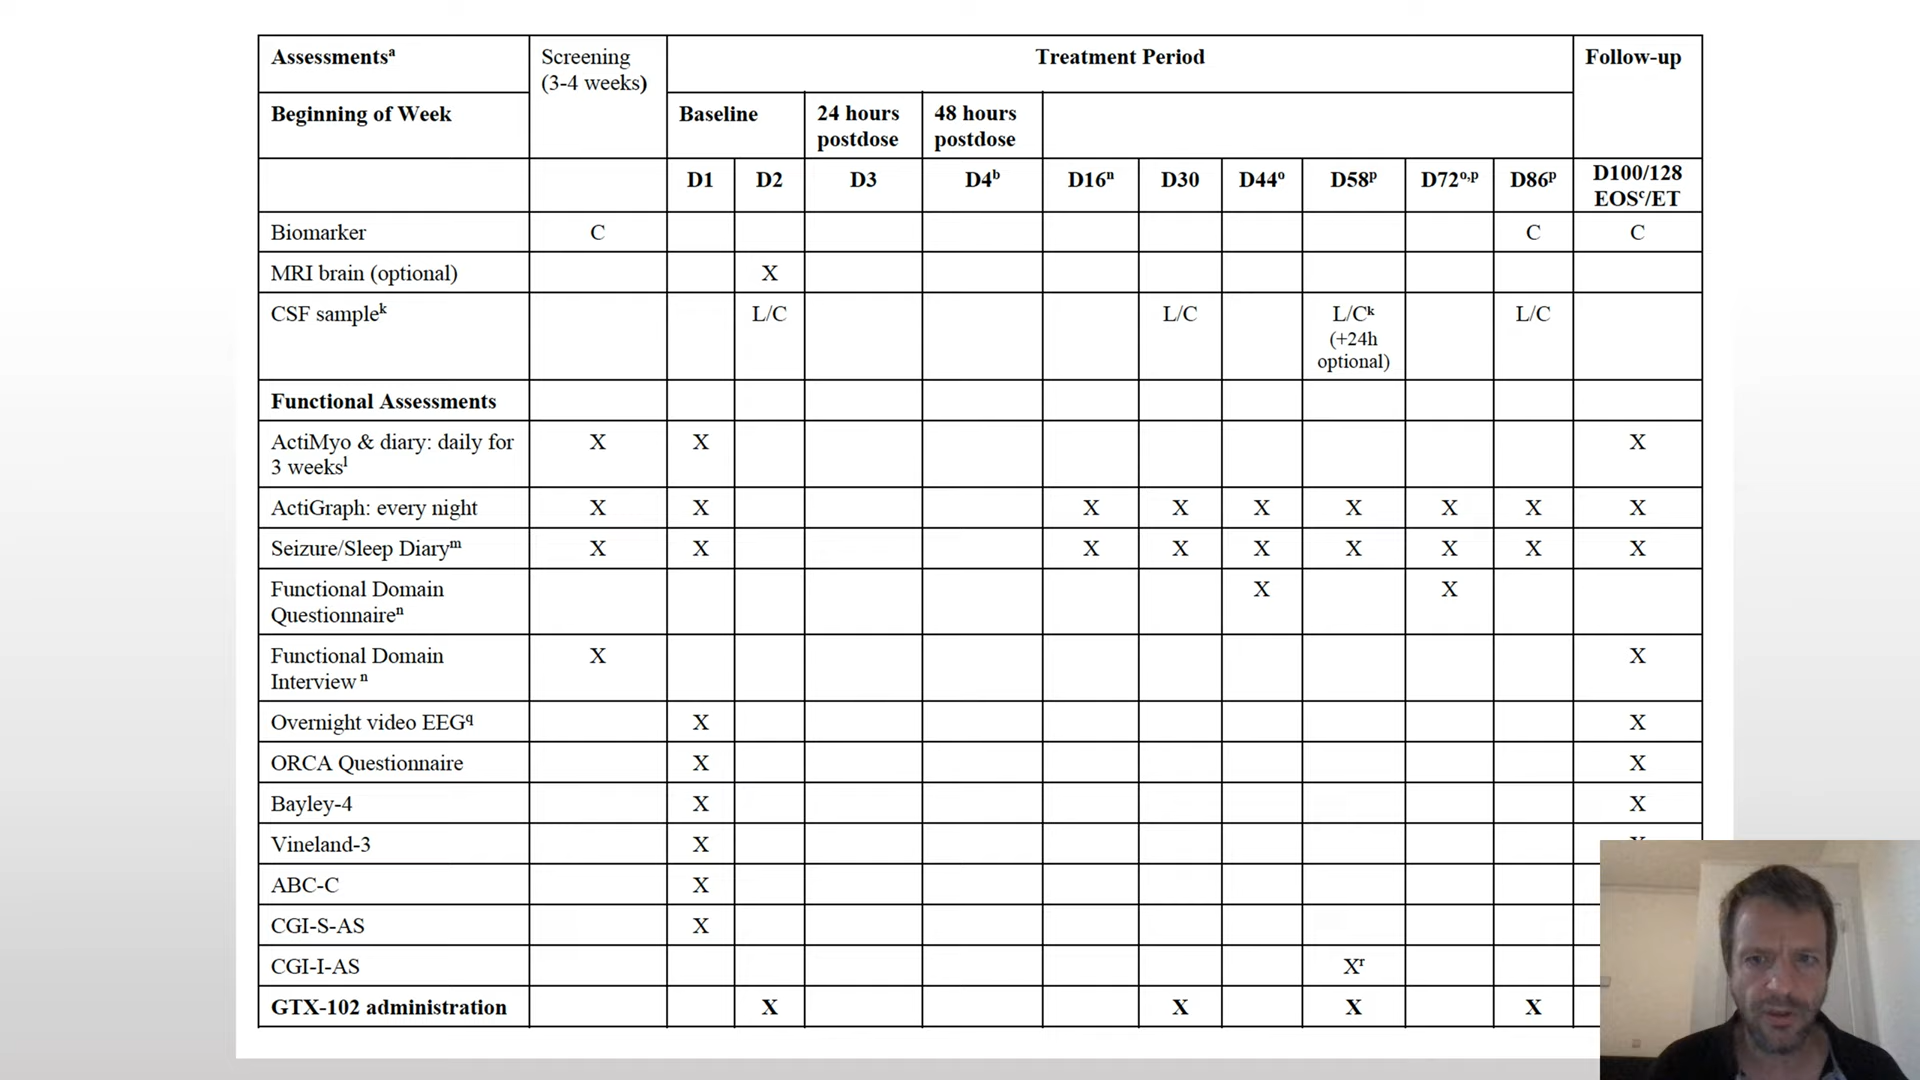 Assessmentsᵃ Screening (3-4 weeks) Treatment Period Follow-up
Beginning of Week Baseline 24 hours postdose 48 hours postdose
D1 D2 D3 D4ᵇ D16ⁿ D30 D44ᵒ D58ᵖ D72ᵒ,ᵖ D86ᵖ D100/128 EOSᶜ/ET
Biomarker C C C
MRI brain (optional) X
CSF sampleᵏ L/C L/C L/Cᵏ (+24h optional) L/C
Functional Assessments
ActiMyo & diary: daily for 3 weeksˡ X X X
ActiGraph: every night X X X X X X X X X
Seizure/Sleep Diaryᵐ X X X X X X X X X
Functional Domain Questionnaireⁿ X X
Functional Domain Interview ⁿ X X
Overnight video EEG^q X X
ORCA Questionnaire X X
Bayley-4 X X
Vineland-3 X
ABC-C X
CGI-S-AS X
CGI-I-AS Xʳ
GTX-102 administration X X X X